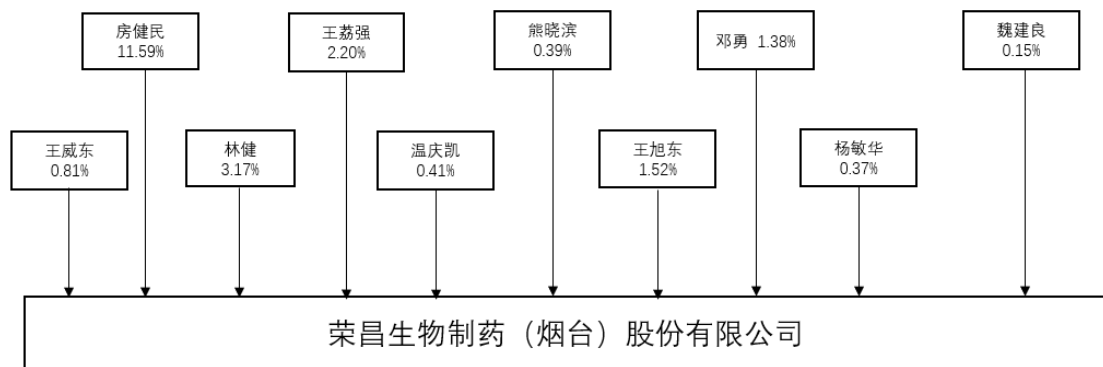 房健民
11.59%
王荔强
2.20%
熊晓滨
0.39%
邓勇 1.38%
魏建良
0.15%
王威东
0.81%
林健
3.17%
温庆凯
0.41%
王旭东
1.52%
杨敏华
0.37%
荣昌生物制药（烟台）股份有限公司